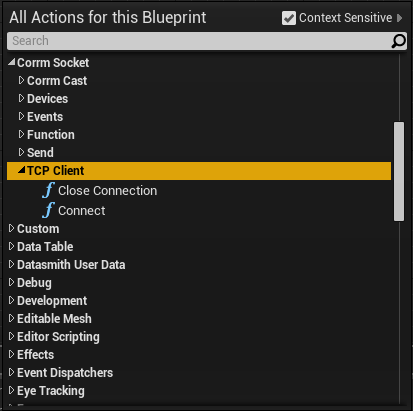 All Actions for this Blueprint Context Sensitive
Search
Corrm Socket
Corrm Cast
Devices
Events
Function
Send
TCP Client
f Close Connection
f Connect
Custom
Data Table
Datasmith User Data
Debug
Development
Editable Mesh
Editor Scripting
Effects
Event Dispatchers
Eye Tracking